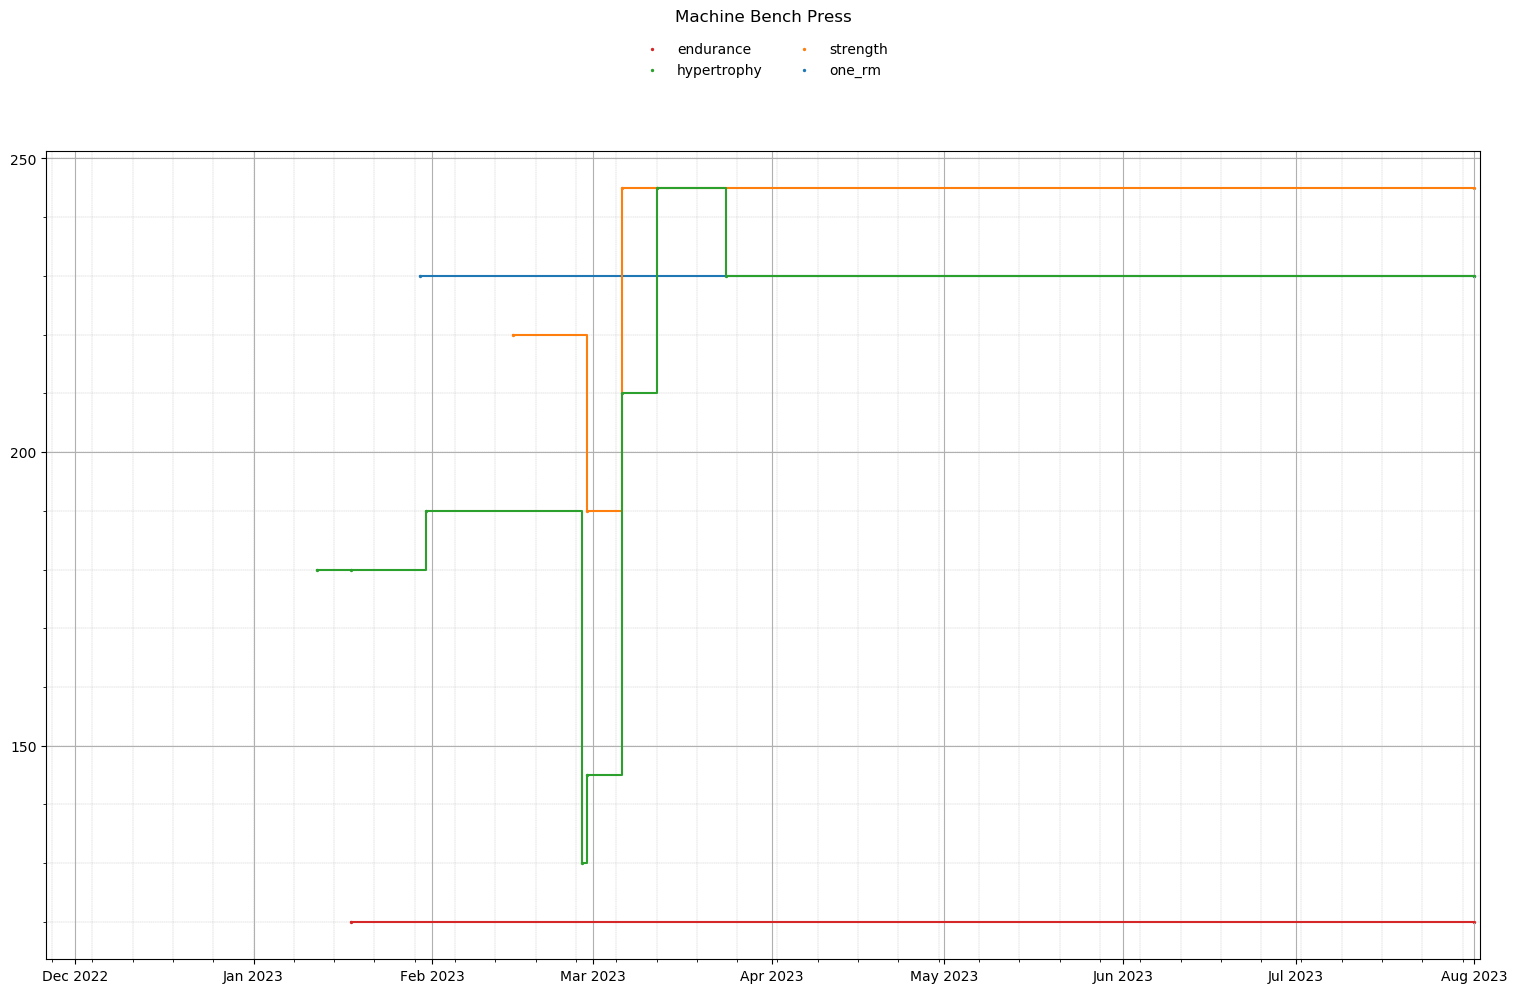 Machine Bench Press
endurance strength
hypertrophy one_rm
250
200
150
Dec 2022 Jan 2023 Feb 2023 Mar 2023 Apr 2023 May 2023 Jun 2023 Jul 2023 Aug 2023